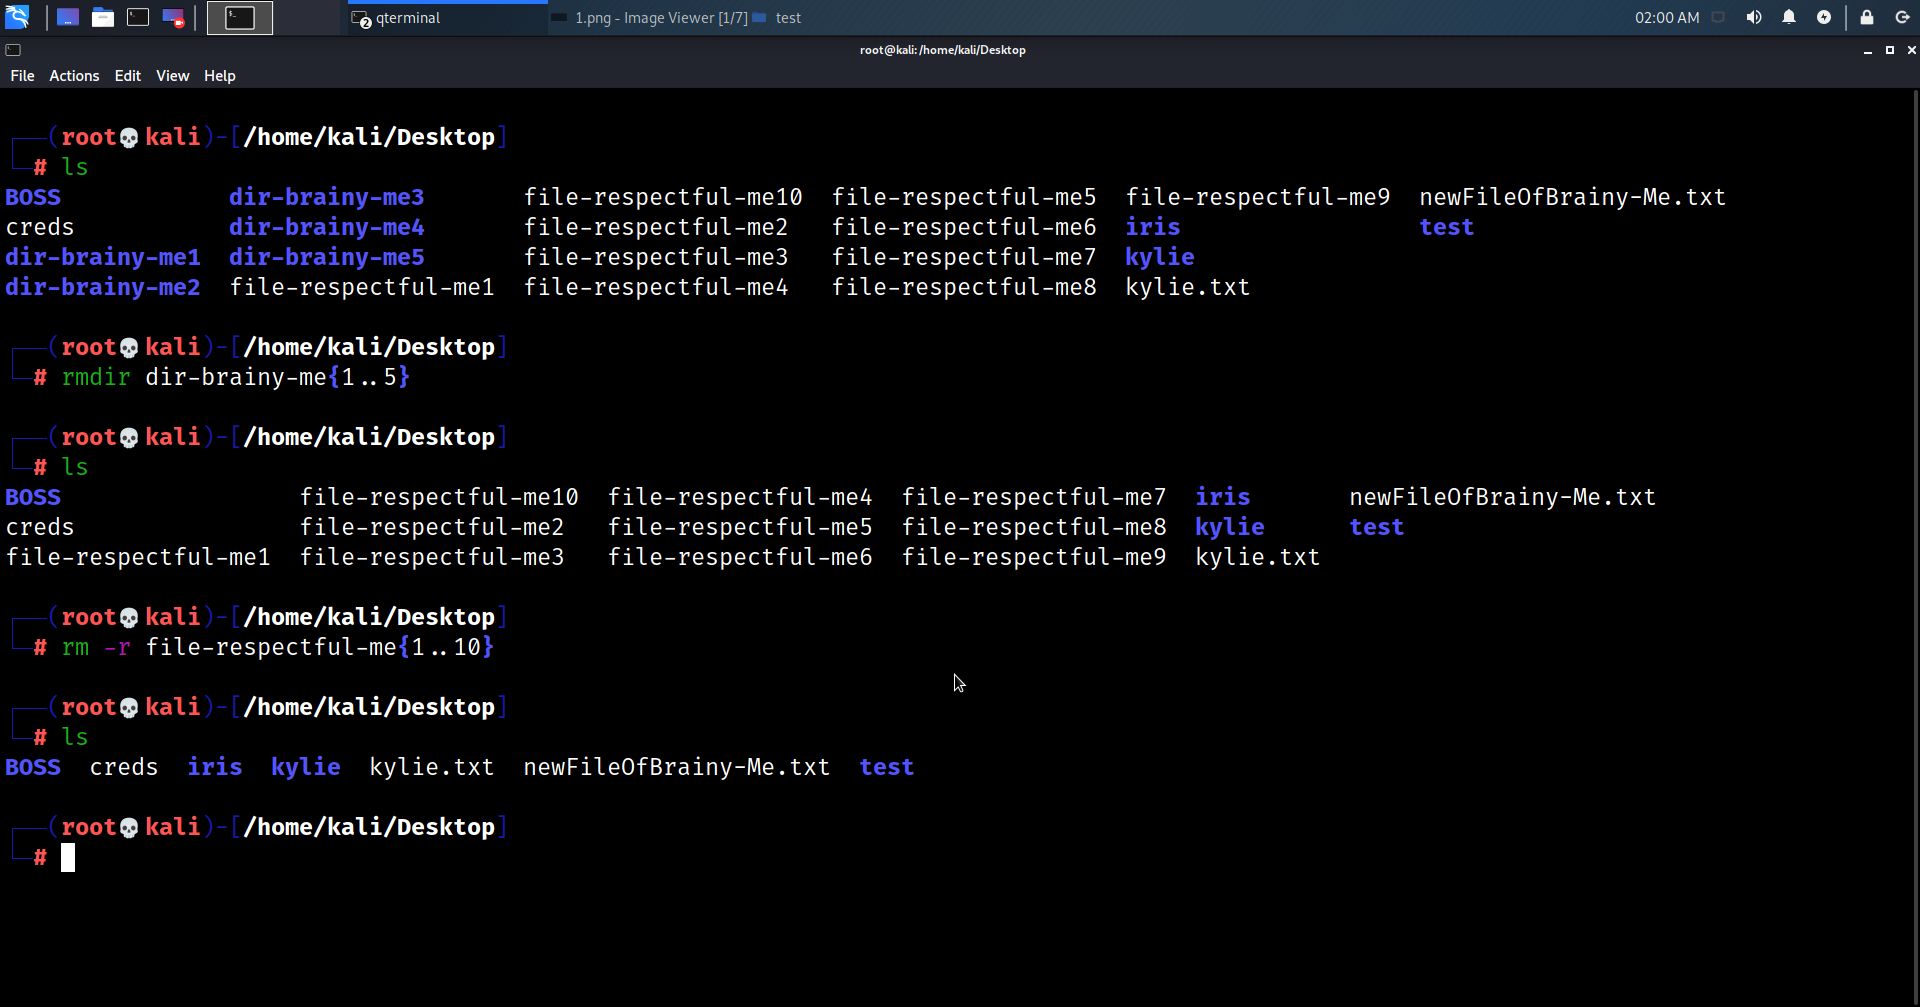 qterminal
1.png - Image Viewer [1/7]
test
02:00 AM
root@kali:/home/kali/Desktop
File Actions Edit View Help
(root💀kali)-[/home/kali/Desktop]
# ls
BOSS dir-brainy-me3 file-respectful-me10 file-respectful-me5 file-respectful-me9 newFileOfBrainy-Me.txt
creds dir-brainy-me4 file-respectful-me2 file-respectful-me6 iris test
dir-brainy-me1 dir-brainy-me5 file-respectful-me3 file-respectful-me7 kylie
dir-brainy-me2 file-respectful-me1 file-respectful-me4 file-respectful-me8 kylie.txt
(root💀kali)-[/home/kali/Desktop]
# rmdir dir-brainy-me{1..5}
(root💀kali)-[/home/kali/Desktop]
# ls
BOSS file-respectful-me10 file-respectful-me4 file-respectful-me7 iris newFileOfBrainy-Me.txt
creds file-respectful-me2 file-respectful-me5 file-respectful-me8 kylie test
file-respectful-me1 file-respectful-me3 file-respectful-me6 file-respectful-me9 kylie.txt
(root💀kali)-[/home/kali/Desktop]
# rm -r file-respectful-me{1..10}
(root💀kali)-[/home/kali/Desktop]
# ls
BOSS creds iris kylie kylie.txt newFileOfBrainy-Me.txt test
(root💀kali)-[/home/kali/Desktop]
#